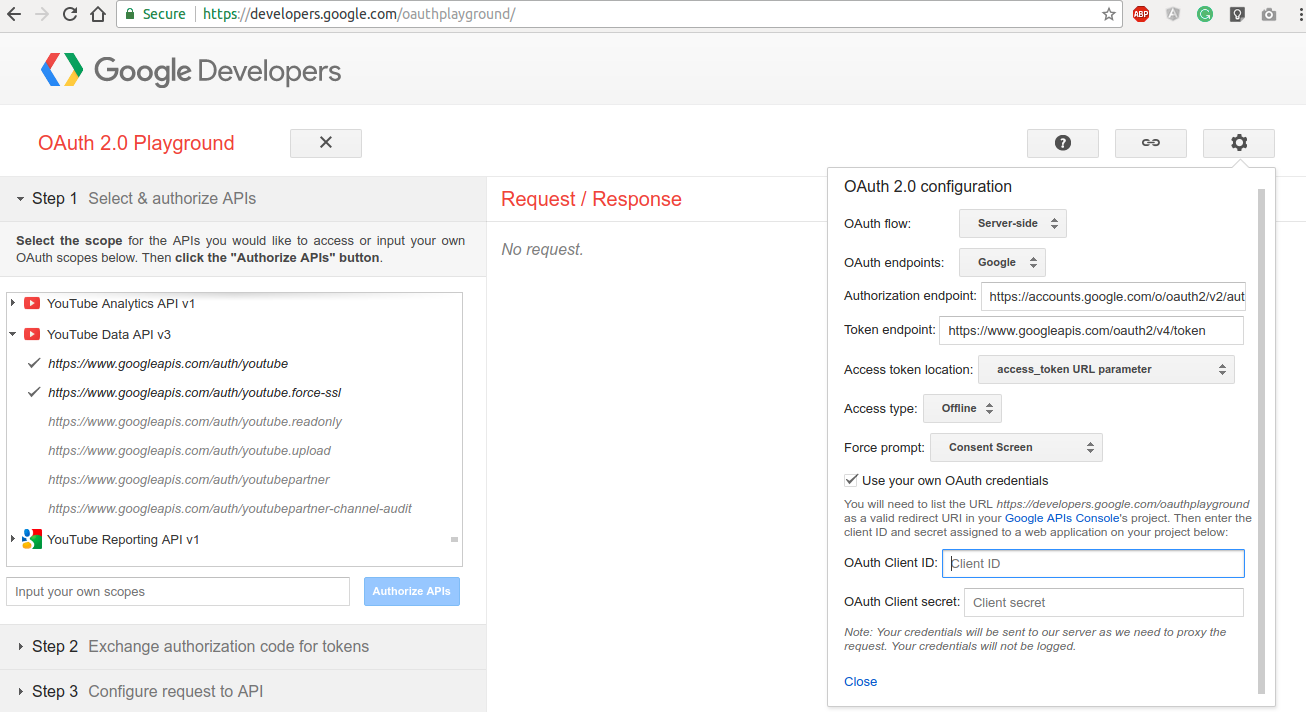 Secure https://developers.google.com/oauthplayground/
ABP
Google Developers
OAuth 2.0 Playground
Step 1 Select & authorize APIs
Select the scope for the APIs you would like to access or input your own
OAuth scopes below. Then click the "Authorize APIs" button.
YouTube Analytics API v1
YouTube Data API v3
https://www.googleapis.com/auth/youtube
https://www.googleapis.com/auth/youtube.force-ssl
https://www.googleapis.com/auth/youtube.readonly
https://www.googleapis.com/auth/youtube.upload
https://www.googleapis.com/auth/youtubepartner
https://www.googleapis.com/auth/youtubepartner-channel-audit
YouTube Reporting API v1
Input your own scopes
Authorize APIs
Step 2 Exchange authorization code for tokens
Step 3 Configure request to API
Request / Response
No request.
OAuth 2.0 configuration
OAuth flow: Server-side
OAuth endpoints: Google
Authorization endpoint: https://accounts.google.com/o/oauth2/v2/aut
Token endpoint: https://www.googleapis.com/oauth2/v4/token
Access token location: access_token URL parameter
Access type: Offline
Force prompt: Consent Screen
Use your own OAuth credentials
You will need to list the URL https://developers.google.com/oauthplayground
as a valid redirect URI in your Google APIs Console's project. Then enter the
client ID and secret assigned to a web application on your project below:
OAuth Client ID: Client ID
OAuth Client secret: Client secret
Note: Your credentials will be sent to our server as we need to proxy the
request. Your credentials will not be logged.
Close